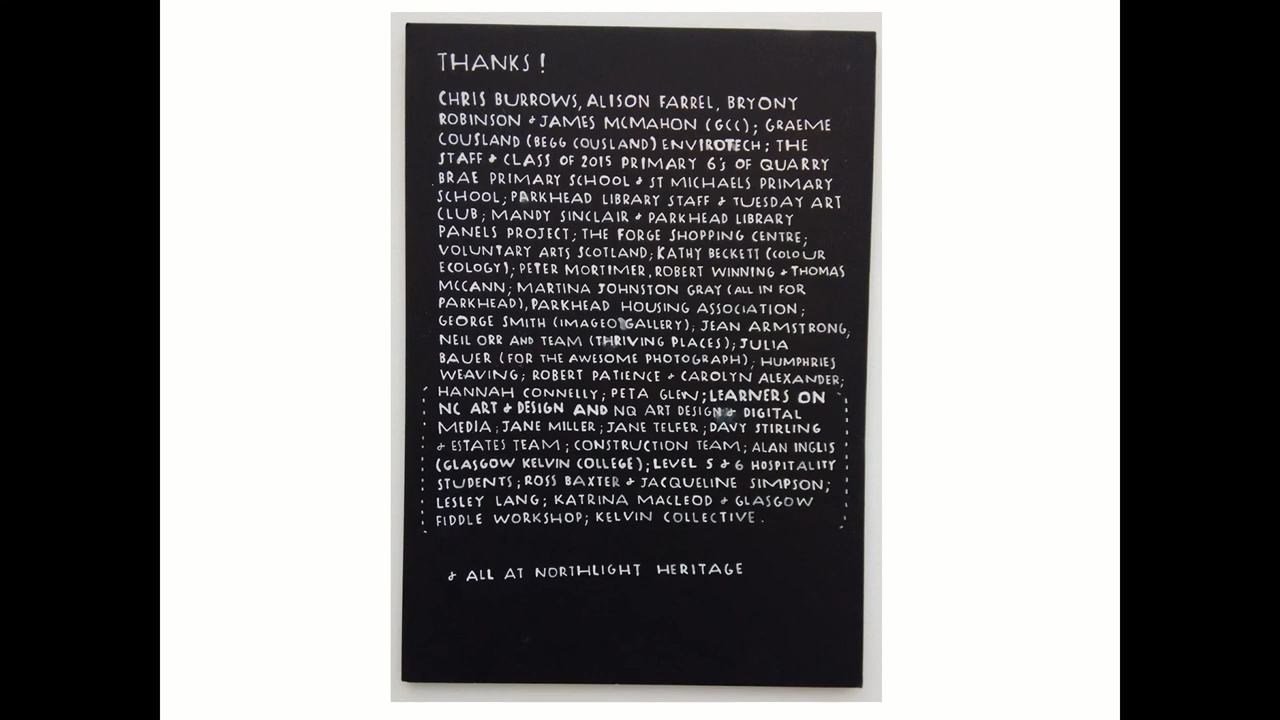 THANKS!
CHRIS BURROWS, ALISON FARREL, BRYONY
ROBINSON & JAMES MCMAHON (GCC); GRAEME
COUSLAND (BEGG COUSLAND) ENVIROTECH; THE
STAFF & CLASS OF 2015 PRIMARY 6's OF QUARRY
BRAE PRIMARY SCHOOL & ST MICHAELS PRIMARY
SCHOOL; PARKHEAD LIBRARY STAFF & TUESDAY ART
CLUB; MANDY SINCLAIR & PARKHEAD LIBRARY
PANELS PROJECT; THE FORGE SHOPPING CENTRE;
VOLUNTARY ARTS SCOTLAND; KATHY BECKETT (COLOUR
ECOLOGY); PETER MORTIMER, ROBERT WINNING & THOMAS
MCCANN; MARTINA JOHNSTON GRAY (ALL IN FOR
PARKHEAD), PARKHEAD HOUSING ASSOCIATION;
GEORGE SMITH (IMAGEO GALLERY); JEAN ARMSTRONG,
NEIL ORR AND TEAM (THRIVING PLACES); JULIA
BAUER (FOR THE AWESOME PHOTOGRAPH); HUMPHRIES
WEAVING; ROBERT PATIENCE & CAROLYN ALEXANDER;
HANNAH CONNELLY; PETA GLEW; LEARNERS ON
NC ART & DESIGN AND NQ ART DESIGN & DIGITAL
MEDIA; JANE MILLER; JANE TELFER; DAVY STIRLING
& ESTATES TEAM; CONSTRUCTION TEAM; ALAN INGLIS
(GLASGOW KELVIN COLLEGE); LEVEL 5 & 6 HOSPITALITY
STUDENTS; ROSS BAXTER & JACQUELINE SIMPSON;
LESLEY LANG; KATRINA MACLEOD & GLASGOW
FIDDLE WORKSHOP; KELVIN COLLECTIVE.
& ALL AT NORTHLIGHT HERITAGE